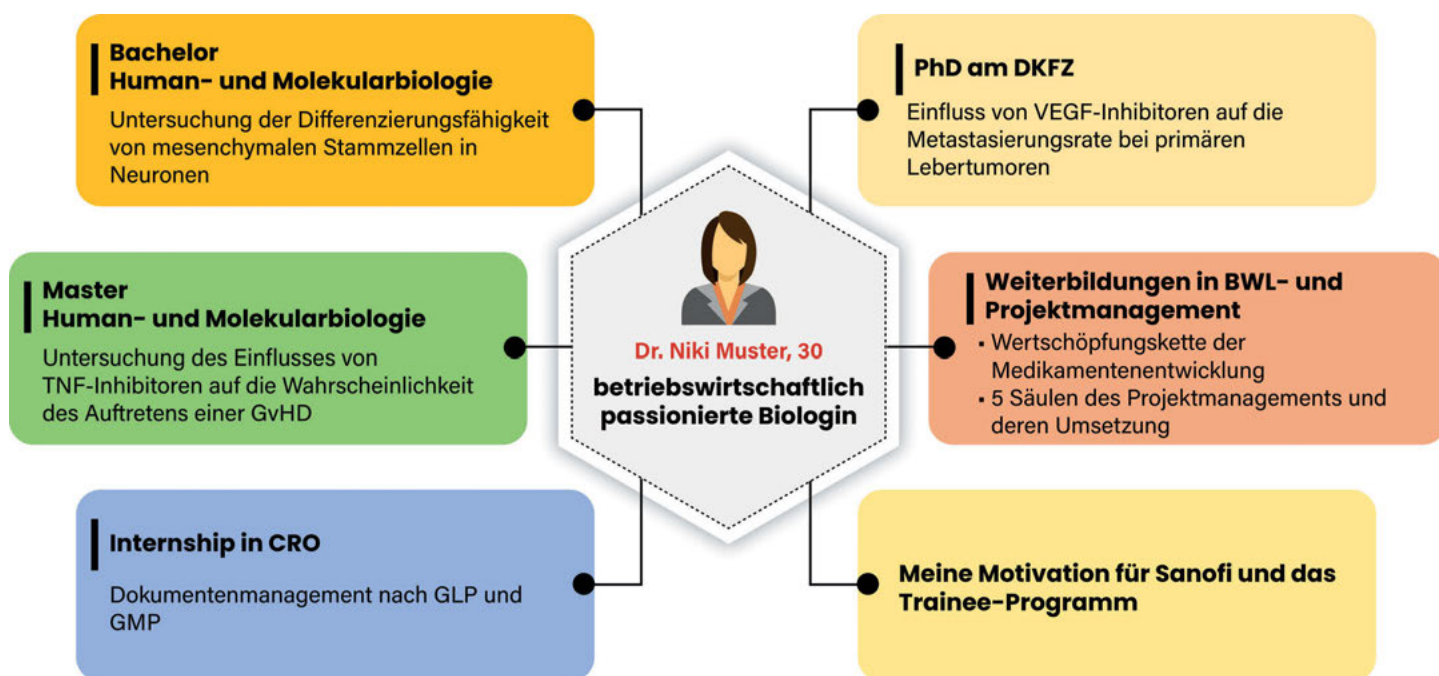 Bachelor
Human- und Molekularbiologie
Untersuchung der Differenzierungsfähigkeit
von mesenchymalen Stammzellen in
Neuronen
Master
Human- und Molekularbiologie
Untersuchung des Einflusses von
TNF-Inhibitoren auf die Wahrscheinlichkeit
des Auftretens einer GvHD
Internship in CRO
Dokumentenmanagement nach GLP und
GMP
Dr. Niki Muster, 30
betriebswirtschaftlich
passionierte Biologin
PhD am DKFZ
Einfluss von VEGF-Inhibitoren auf die
Metastasierungsrate bei primären
Lebertumoren
Weiterbildungen in BWL- und
Projektmanagement
• Wertschöpfungskette der
Medikamentenentwicklung
• 5 Säulen des Projektmanagements und
deren Umsetzung
Meine Motivation für Sanofi und das
Trainee-Programm